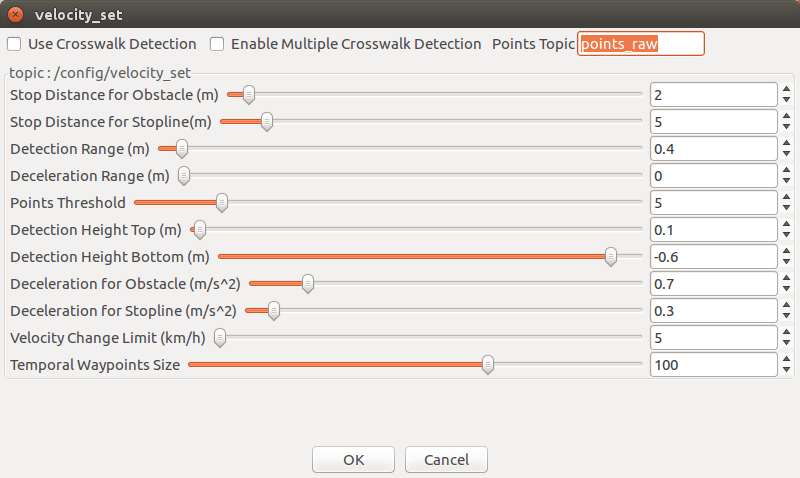 velocity_set
Use Crosswalk Detection Enable Multiple Crosswalk Detection Points Topic points_raw
topic : /config/velocity_set
Stop Distance for Obstacle (m) 2
Stop Distance for Stopline(m) 5
Detection Range (m) 0.4
Deceleration Range (m) 0
Points Threshold 5
Detection Height Top (m) 0.1
Detection Height Bottom (m) -0.6
Deceleration for Obstacle (m/s^2) 0.7
Deceleration for Stopline (m/s^2) 0.3
Velocity Change Limit (km/h) 5
Temporal Waypoints Size 100
OK Cancel